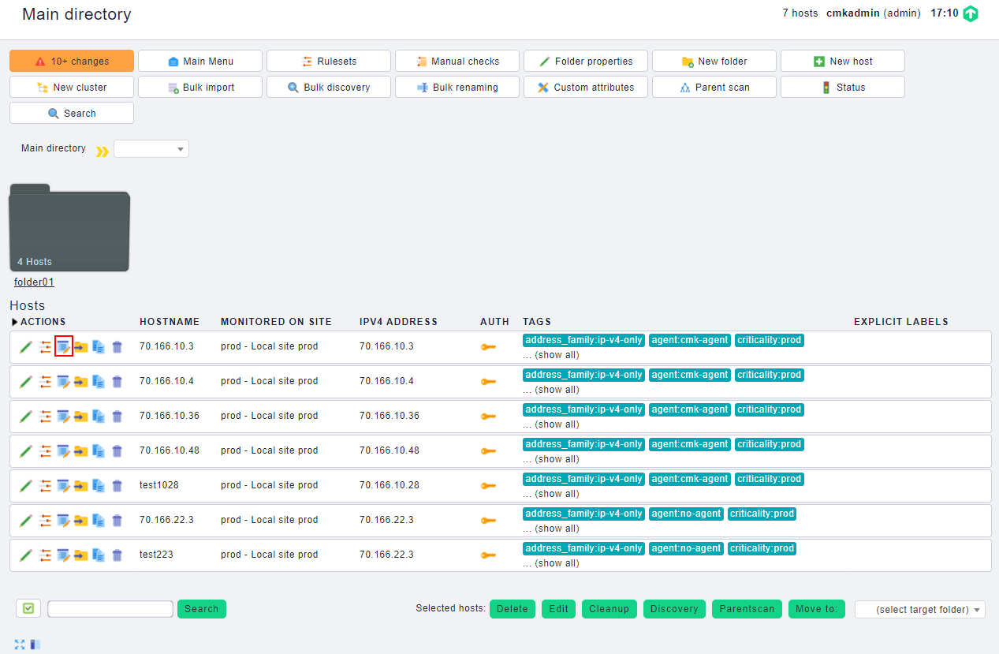 Main directory
7 hosts cmkadmin (admin) 17:10
10+ changes Main Menu Rulesets Manual checks Folder properties New folder New host
New cluster Bulk import Bulk discovery Bulk renaming Custom attributes Parent scan Status
Search
Main directory
4 Hosts
folder01
Hosts
ACTIONS HOSTNAME MONITORED ON SITE IPV4 ADDRESS AUTH TAGS EXPLICIT LABELS
70.166.10.3 prod - Local site prod 70.166.10.3 address_family:ip-v4-only agent:cmk-agent criticality:prod
... (show all)
70.166.10.4 prod - Local site prod 70.166.10.4 address_family:ip-v4-only agent:cmk-agent criticality:prod
... (show all)
70.166.10.36 prod - Local site prod 70.166.10.36 address_family:ip-v4-only agent:cmk-agent criticality:prod
... (show all)
70.166.10.48 prod - Local site prod 70.166.10.48 address_family:ip-v4-only agent:cmk-agent criticality:prod
... (show all)
test1028 prod - Local site prod 70.166.10.28 address_family:ip-v4-only agent:cmk-agent criticality:prod
... (show all)
70.166.22.3 prod - Local site prod 70.166.22.3 address_family:ip-v4-only agent:no-agent criticality:prod
... (show all)
test223 prod - Local site prod 70.166.22.3 address_family:ip-v4-only agent:no-agent criticality:prod
... (show all)
Search Selected hosts: Delete Edit Cleanup Discovery Parentscan Move to: (select target folder)